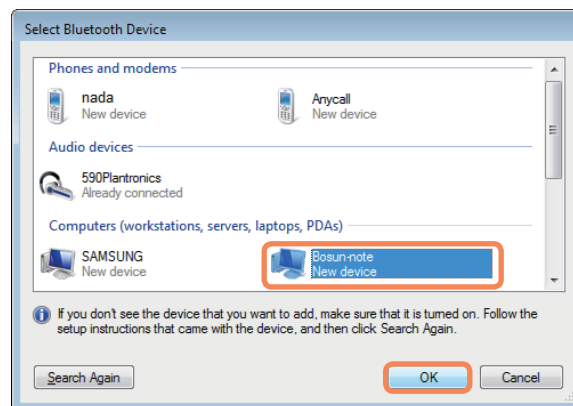 Select Bluetooth Device
Phones and modems
nada
New device
Anycall
New device
Audio devices
590Plantronics
Already connected
Computers (workstations, servers, laptops, PDAs)
SAMSUNG
New device
Bosun-note
New device
If you don't see the device that you want to add, make sure that it is turned on. Follow the
setup instructions that came with the device, and then click Search Again.
Search Again
OK
Cancel